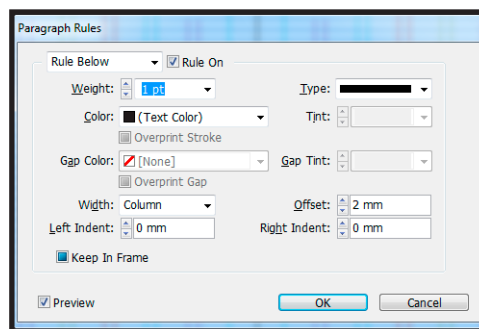 Paragraph Rules
Rule Below Rule On
Weight: 1 pt Type:
Color: (Text Color) Tint:
Overprint Stroke
Gap Color: [None] Gap Tint:
Overprint Gap
Width: Column Offset: 2 mm
Left Indent: 0 mm Right Indent: 0 mm
Keep In Frame
Preview OK Cancel